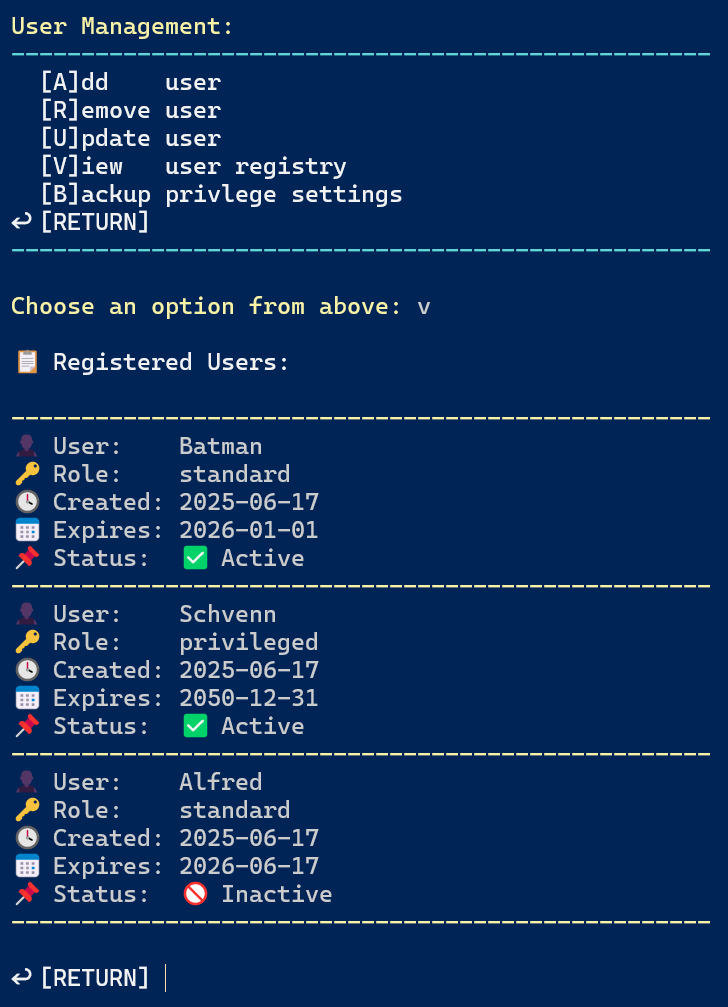 User Management:
[A]dd    user
[R]emove user
[U]pdate user
[V]iew   user registry
[B]ackup privlege settings
↩ [RETURN]
Choose an option from above: v
📋 Registered Users:
👤 User:    Batman
🔑 Role:    standard
🕓 Created: 2025-06-17
📅 Expires: 2026-01-01
📌 Status:  ✅ Active
👤 User:    Schvenn
🔑 Role:    privileged
🕓 Created: 2025-06-17
📅 Expires: 2050-12-31
📌 Status:  ✅ Active
👤 User:    Alfred
🔑 Role:    standard
🕓 Created: 2025-06-17
📅 Expires: 2026-06-17
📌 Status:  🚫 Inactive
↩ [RETURN]